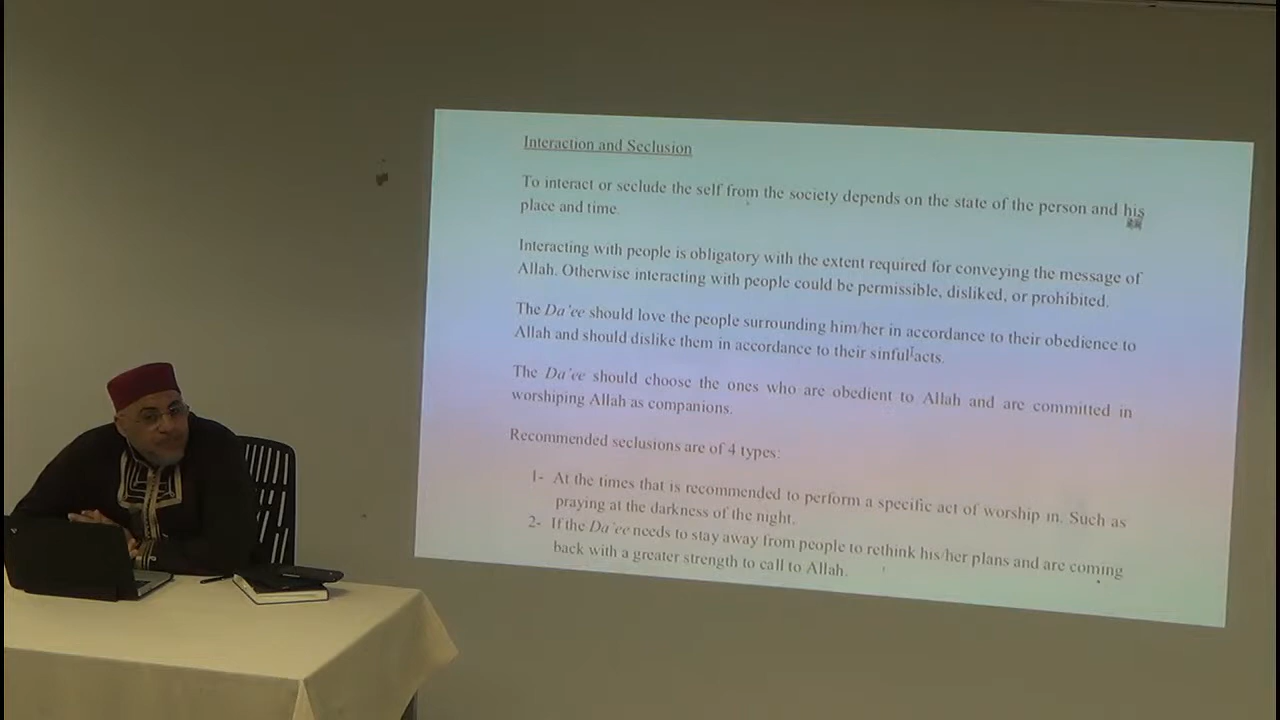 Interaction and Seclusion
To interact or seclude the self from the society depends on the state of the person and his
place and time.
Interacting with people is obligatory with the extent required for conveying the message of
Allah. Otherwise interacting with people could be permissible, disliked, or prohibited.
The Da'ee should love the people surrounding him/her in accordance to their obedience to
Allah and should dislike them in accordance to their sinful acts.
The Da'ee should choose the ones who are obedient to Allah and are committed in
worshiping Allah as companions.
Recommended seclusions are of 4 types:
1- At the times that is recommended to perform a specific act of worship in. Such as
praying at the darkness of the night.
2- If the Da'ee needs to stay away from people to rethink his/her plans and are coming
back with a greater strength to call to Allah.